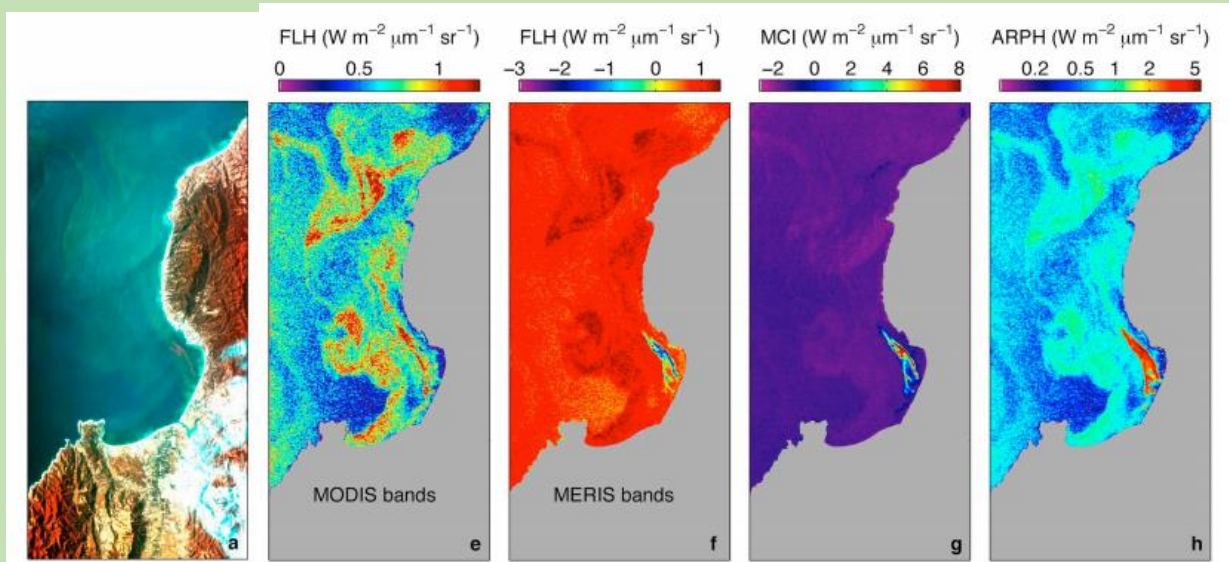 FLH (W m⁻² μm⁻¹ sr⁻¹) FLH (W m⁻² μm⁻¹ sr⁻¹) MCI (W m⁻² μm⁻¹ sr⁻¹) ARPH (W m⁻² μm⁻¹ sr⁻¹)
0 0.5 1 −3 −2 −1 0 1 −2 0 2 4 6 8 0.2 0.5 1 2 5
MODIS bands MERIS bands
a e f g h